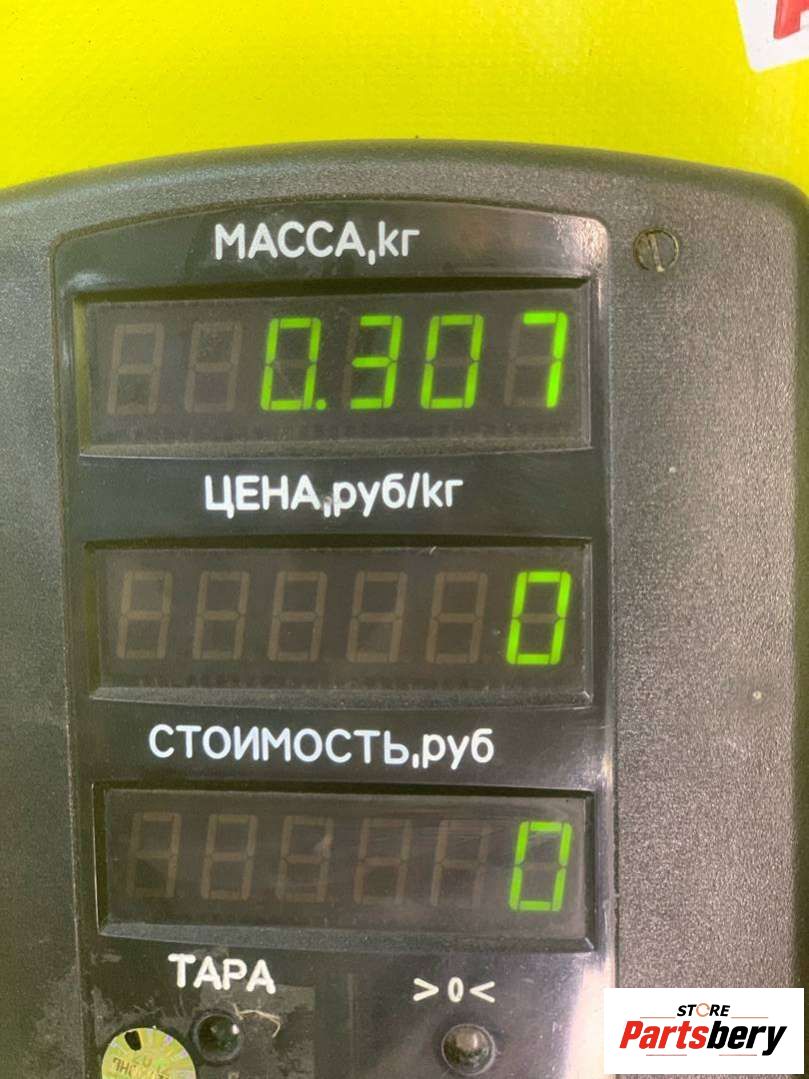 МАССА,кг
0.307
ЦЕНА,руб/кг
0
СТОИМОСТЬ,руб
0
ТАРА >0<
STORE
Partsbery